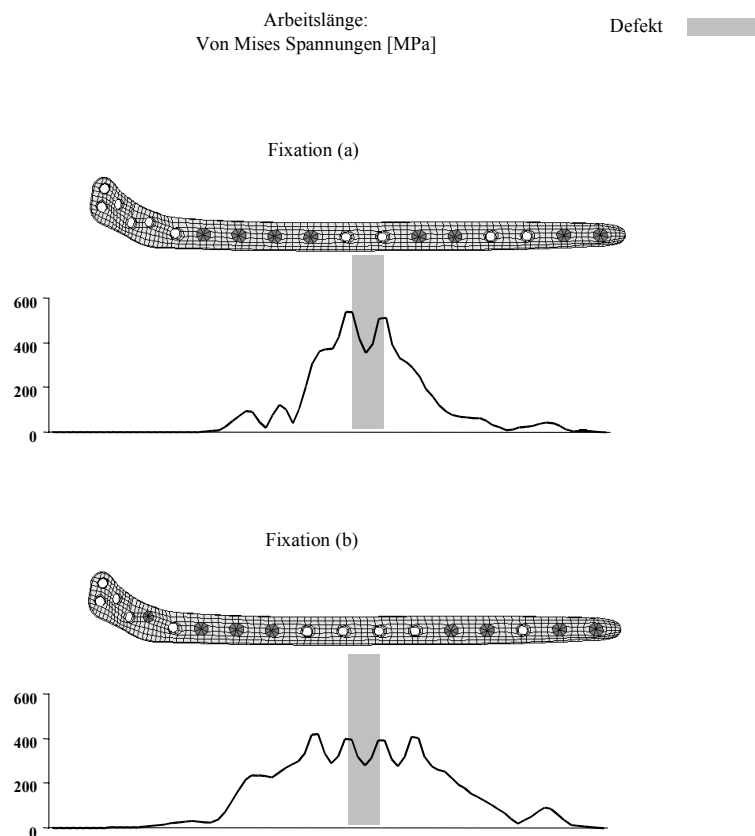 Arbeitslänge:
Von Mises Spannungen [MPa]
Defekt
Fixation (a)
600
400
200
0
Fixation (b)
600
400
200
0